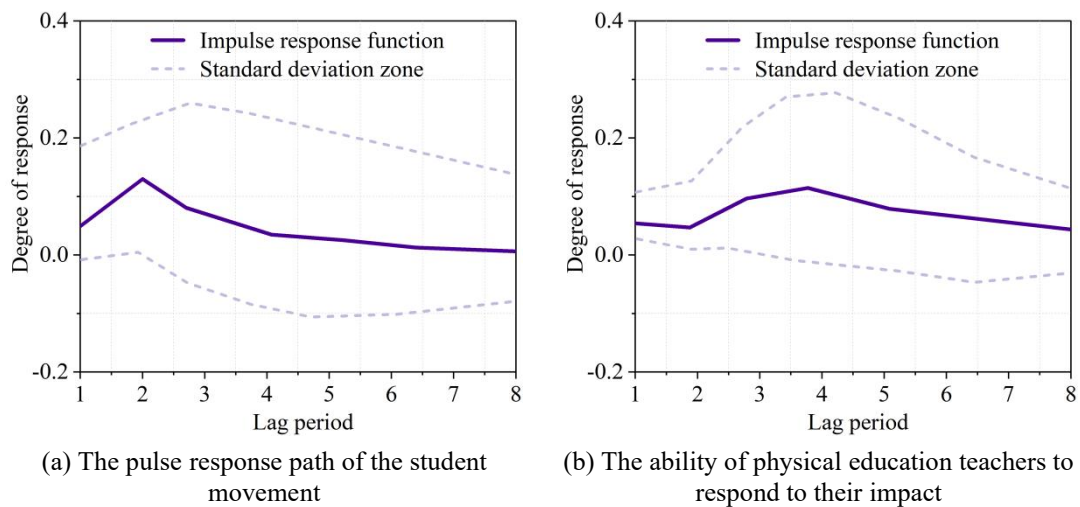 0.4
0.2
0.0
-0.2
Degree of response
Impulse response function
Standard deviation zone
1 2 3 4 5 6 7 8
Lag period
(a) The pulse response path of the student
movement
0.4
0.2
0.0
-0.2
Degree of response
Impulse response function
Standard deviation zone
1 2 3 4 5 6 7 8
Lag period
(b) The ability of physical education teachers to
respond to their impact